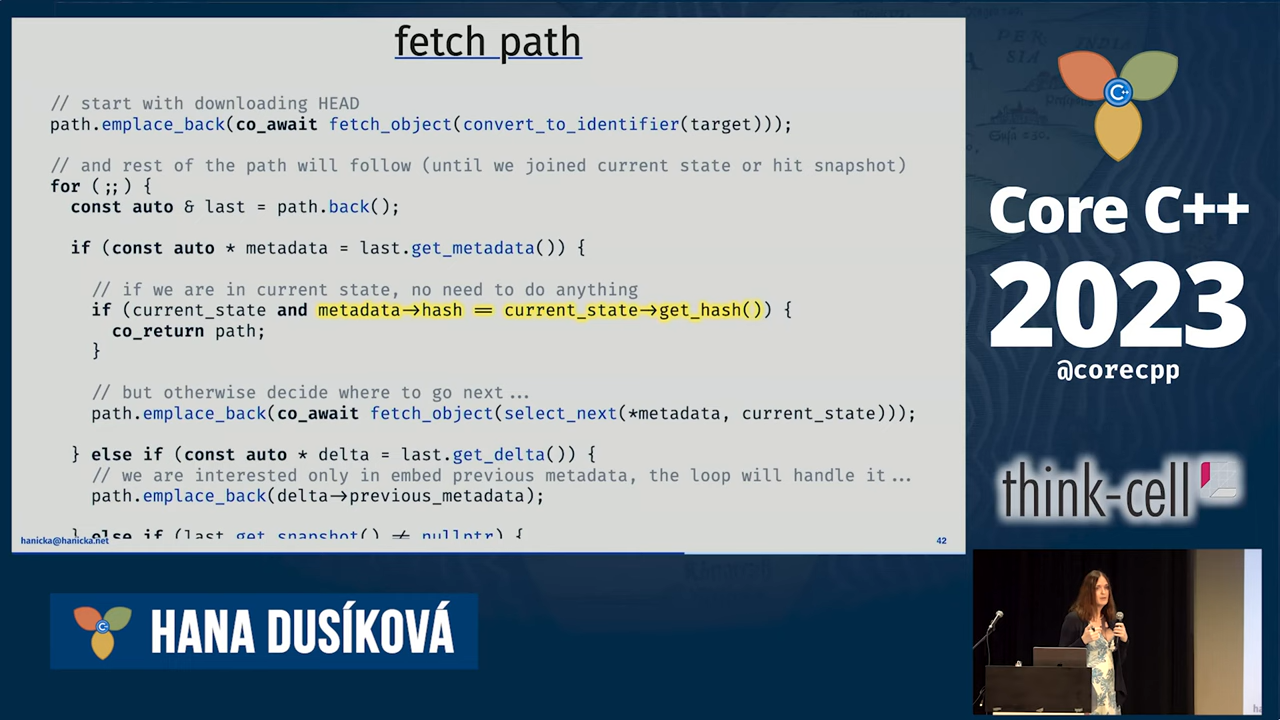 fetch path
// start with downloading HEAD
path.emplace_back(co_await fetch_object(convert_to_identifier(target)));
// and rest of the path will follow (until we joined current state or hit snapshot)
for (;;) {
const auto & last = path.back();
if (const auto * metadata = last.get_metadata()) {
// if we are in current state, no need to do anything
if (current_state and metadata->hash == current_state->get_hash()) {
co_return path;
}
// but otherwise decide where to go next...
path.emplace_back(co_await fetch_object(select_next(*metadata, current_state)));
} else if (const auto * delta = last.get_delta()) {
// we are interested only in embed previous metadata, the loop will handle it...
path.emplace_back(delta->previous_metadata);
} else if (last.get_snapshot() != nullptr) {
hanicka@hanicka.net
42
C++
Core C++
2023
@corecpp
think-cell
HANA DUSÍKOVÁ